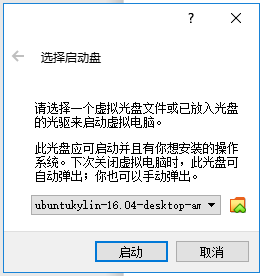 选择启动盘
请选择一个虚拟光盘文件或已放入光盘
的光驱来启动虚拟电脑。
此光盘应可启动并且有你想安装的操作
系统。下次关闭虚拟电脑时，此光盘可
自动弹出；你也可以手动弹出。
ubuntukylin-16.04-desktop-am
启动
取消